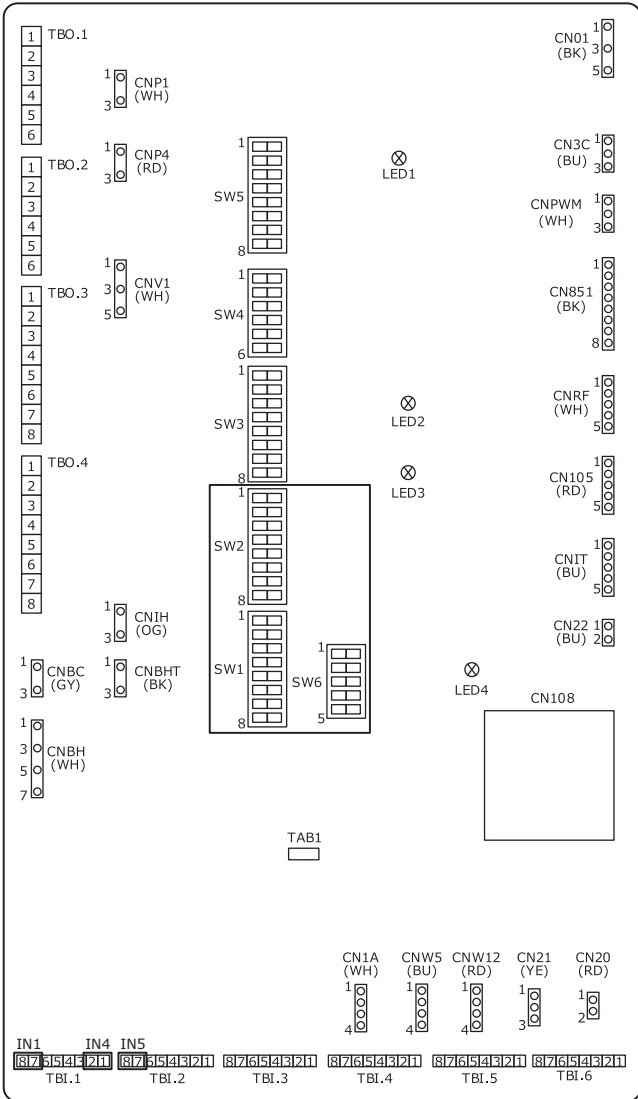 TBO.1
1
2
3
4
5
6
TBO.2
1
2
3
4
5
6
TBO.3
1
2
3
4
5
6
7
8
TBO.4
1
2
3
4
5
6
7
8
1
3
CNP1
(WH)
1
3
CNP4
(RD)
1
3
5
CNV1
(WH)
1
3
CNIH
(OG)
1
3
CNBC
(GY)
1
3
CNBHT
(BK)
1
3
5
7
CNBH
(WH)
1
SW5
8
1
SW4
6
1
SW3
8
1
SW2
8
1
SW1
8
1
SW6
5
LED1
LED2
LED3
LED4
CN01
(BK)
1
3
5
CN3C
(BU)
1
3
CNPWM
(WH)
1
3
CN851
(BK)
1
8
CNRF
(WH)
1
5
CN105
(RD)
1
5
CNIT
(BU)
1
5
CN22
(BU)
1
2
CN108
TAB1
CN1A
(WH)
1
4
CNW5
(BU)
1
4
CNW12
(RD)
1
4
CN21
(YE)
1
3
CN20
(RD)
1
2
IN1 IN4 IN5
87654321 87654321 87654321 87654321 87654321 87654321
TBI.1 TBI.2 TBI.3 TBI.4 TBI.5 TBI.6